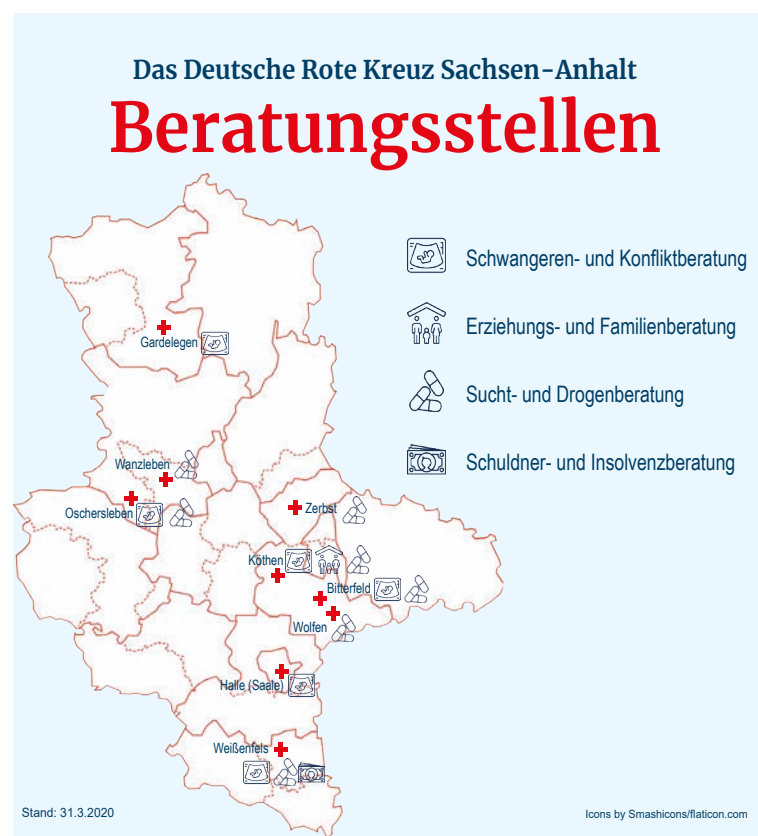 Das Deutsche Rote Kreuz Sachsen-Anhalt
Beratungsstellen
Schwangeren- und Konfliktberatung
Erziehungs- und Familienberatung
Sucht- und Drogenberatung
Schuldner- und Insolvenzberatung
Gardelegen
Wanzleben
Oschersleben
Zerbst
Köthen
Bitterfeld
Wolfen
Halle (Saale)
Weißenfels
Stand: 31.3.2020
Icons by Smashicons/flaticon.com